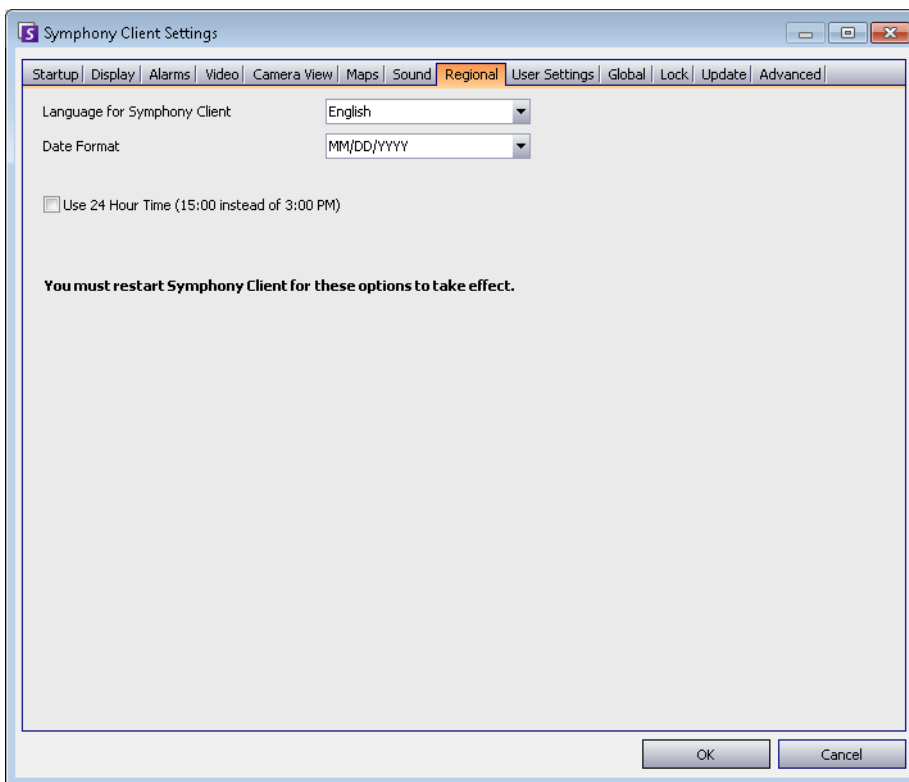 Symphony Client Settings
Startup Display Alarms Video Camera View Maps Sound Regional User Settings Global Lock Update Advanced
Language for Symphony Client English
Date Format MM/DD/YYYY
Use 24 Hour Time (15:00 instead of 3:00 PM)
You must restart Symphony Client for these options to take effect.
OK Cancel